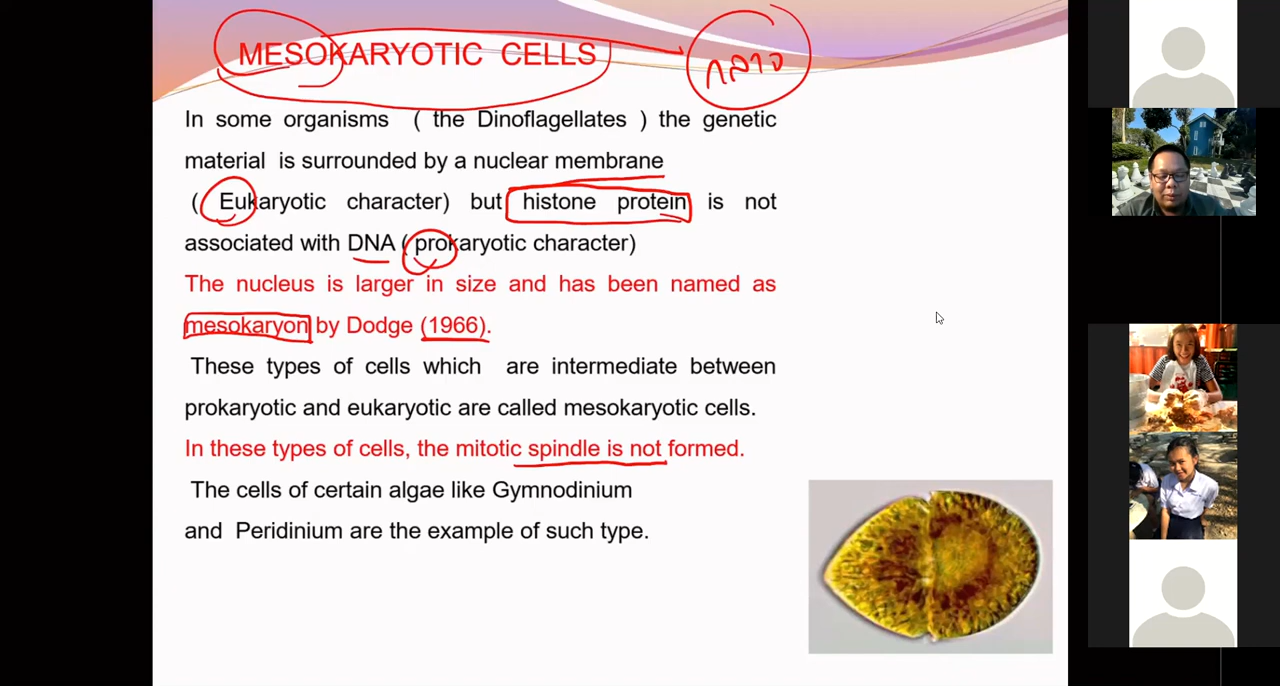 MESOKARYOTIC CELLS
กลาง
In some organisms ( the Dinoflagellates ) the genetic
material is surrounded by a nuclear membrane
( Eukaryotic character) but histone protein is not
associated with DNA ( prokaryotic character)
The nucleus is larger in size and has been named as
mesokaryon by Dodge (1966).
These types of cells which are intermediate between
prokaryotic and eukaryotic are called mesokaryotic cells.
In these types of cells, the mitotic spindle is not formed.
The cells of certain algae like Gymnodinium
and Peridinium are the example of such type.